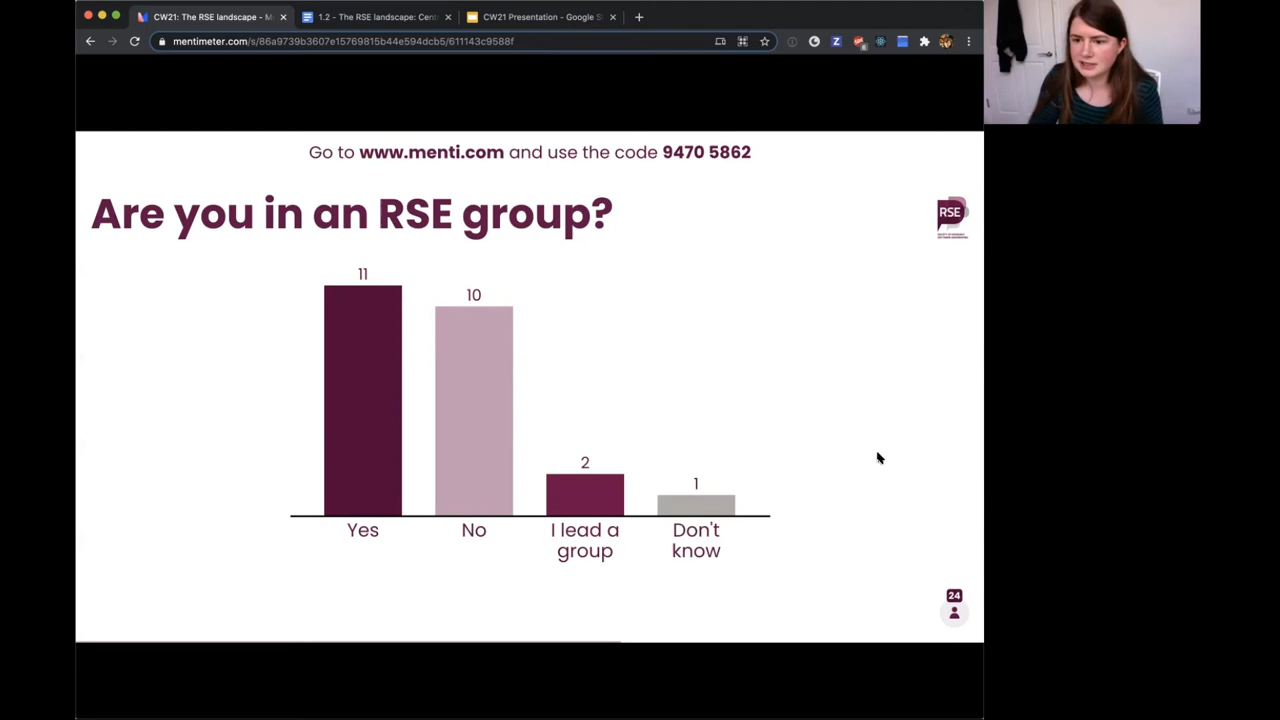 CW21: The RSE landscape - M
1.2 - The RSE landscape: Cent
CW21 Presentation - Google S
mentimeter.com/s/86a9739b3607e15769815b44e594dcb5/611143c9588f
Go to www.menti.com and use the code 9470 5862
Are you in an RSE group?
RSE
11
10
2
1
Yes
No
I lead a
group
Don't
know
24